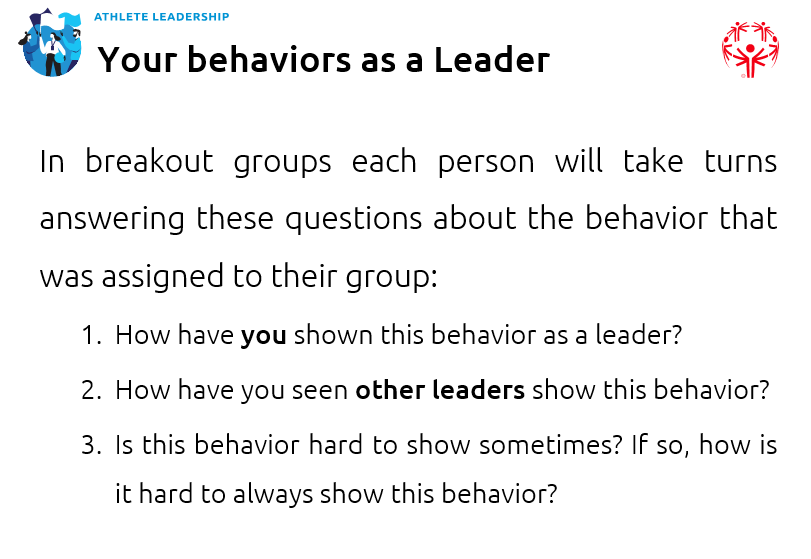 ATHLETE LEADERSHIP
Your behaviors as a Leader
In breakout groups each person will take turns
answering these questions about the behavior that
was assigned to their group:
1. How have you shown this behavior as a leader?
2. How have you seen other leaders show this behavior?
3. Is this behavior hard to show sometimes? If so, how is
it hard to always show this behavior?